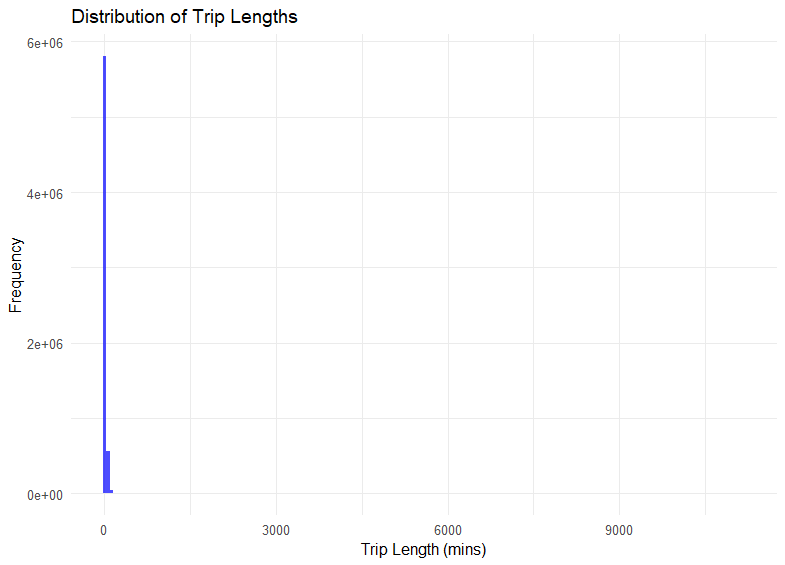 Distribution of Trip Lengths
6e+06
4e+06
2e+06
0e+00
Frequency
0 3000 6000 9000
Trip Length (mins)